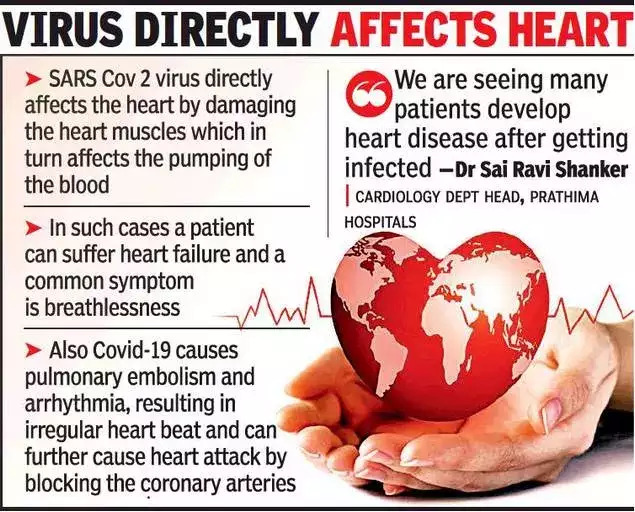 VIRUS DIRECTLY AFFECTS HEART
➤ SARS Cov 2 virus directly
affects the heart by damaging
the heart muscles which in
turn affects the pumping of
the blood
➤ In such cases a patient
can suffer heart failure and a
common symptom
is breathlessness
➤ Also Covid-19 causes
pulmonary embolism and
arrhythmia, resulting in
irregular heart beat and can
further cause heart attack by
blocking the coronary arteries
We are seeing many
patients develop
heart disease after getting
infected —Dr Sai Ravi Shanker
| CARDIOLOGY DEPT HEAD, PRATHIMA
HOSPITALS